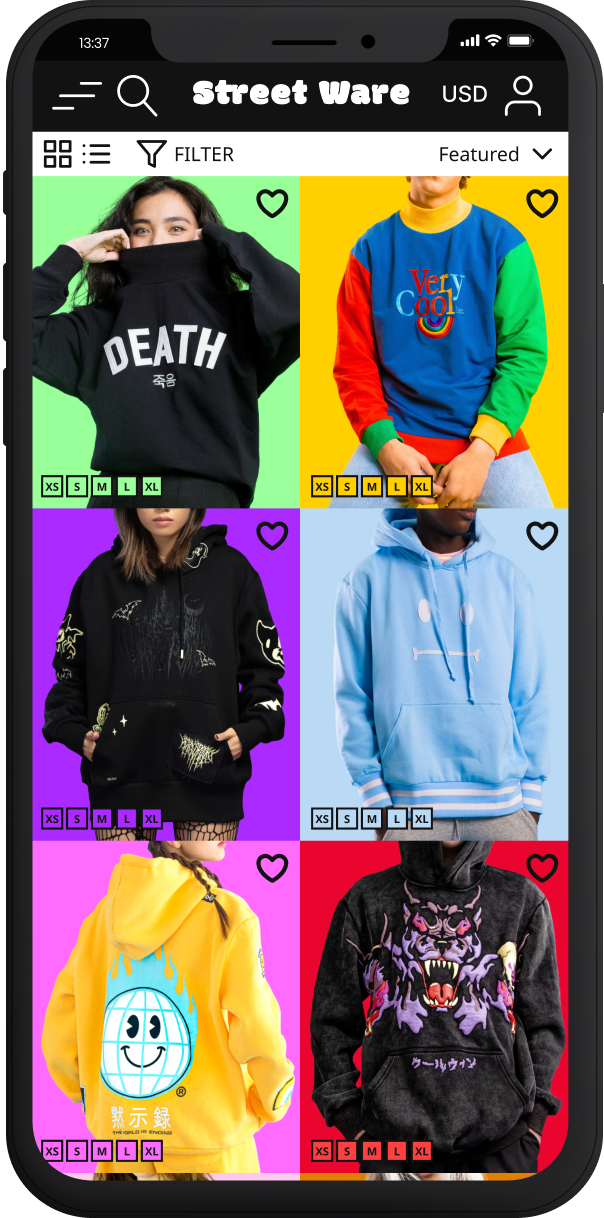 13:37
Street Ware
USD
FILTER
Featured
DEATH
죽음
XS S M L XL
Very
Cool
XS S M L XL
XS S M L XL
XS S M L XL
®
黙示録
THE WORLD IS ENDING
XS S M L XL
クールウィン
XS S M L XL